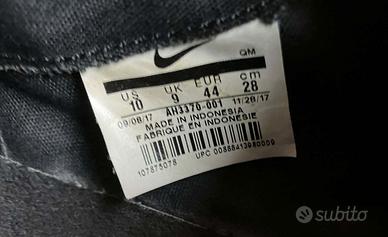 QM
US UK EUR cm
10 9 44 28
09/08/17 AH3370-001 11/28/17
MADE IN INDONESIA
FABRIQUE EN INDONESIE
107875078 UPC 00888413980009
subito